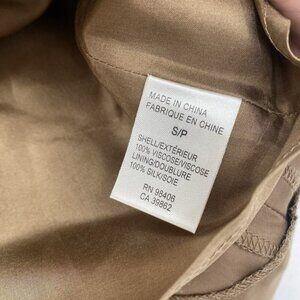 MADE IN CHINA
FABRIQUE EN CHINE
S/P
SHELL/EXTÉRIEUR
100% VISCOSE/VISCOSE
LINING/DOUBLURE
100% SILK/SOIE
RN 98406
CA 39862